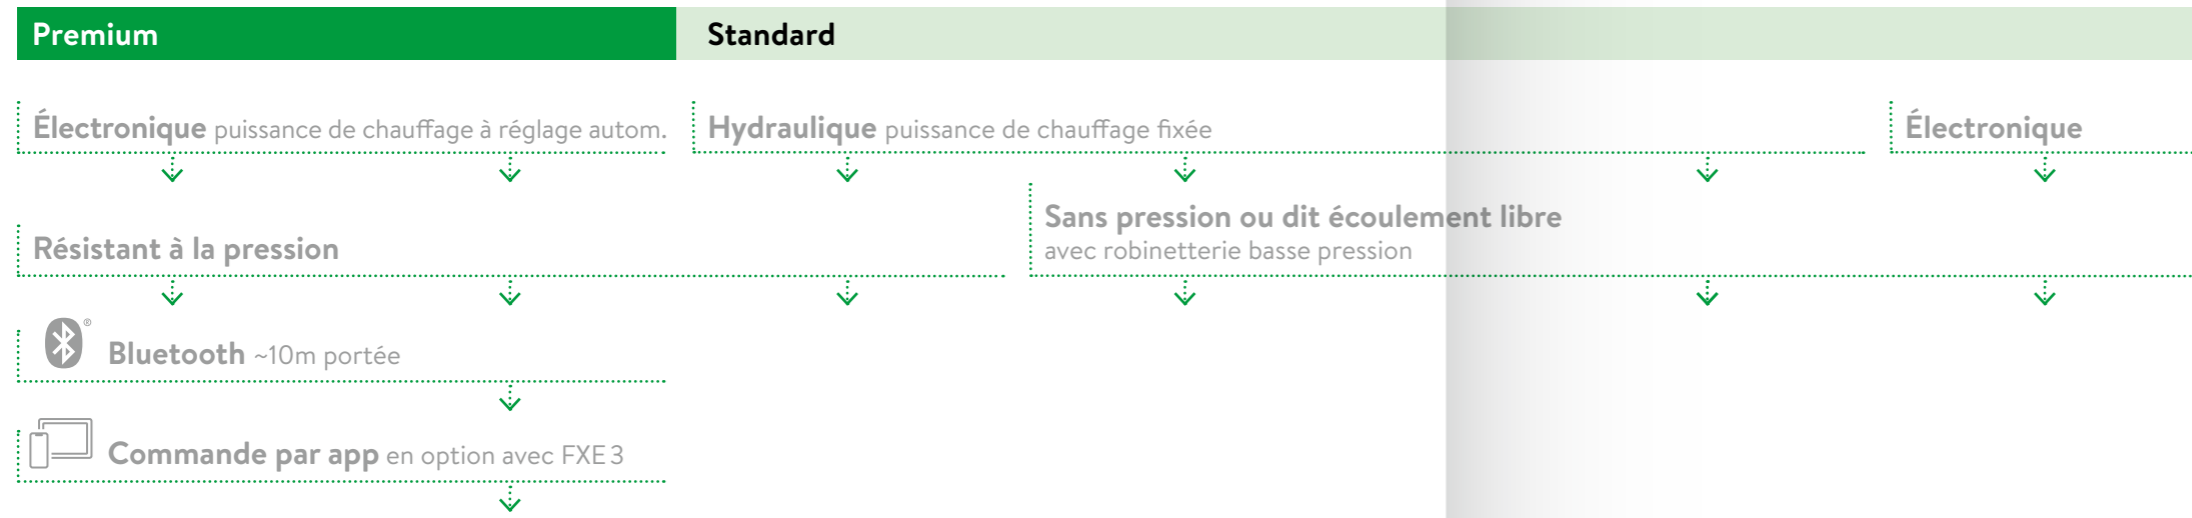 Premium
Standard
Électronique puissance de chauffage à réglage autom.
Hydraulique puissance de chauffage fixée
Électronique
Sans pression ou dit écoulement libre
avec robinetterie basse pression
Résistant à la pression
® Bluetooth ~10m portée
Commande par app en option avec FXE 3